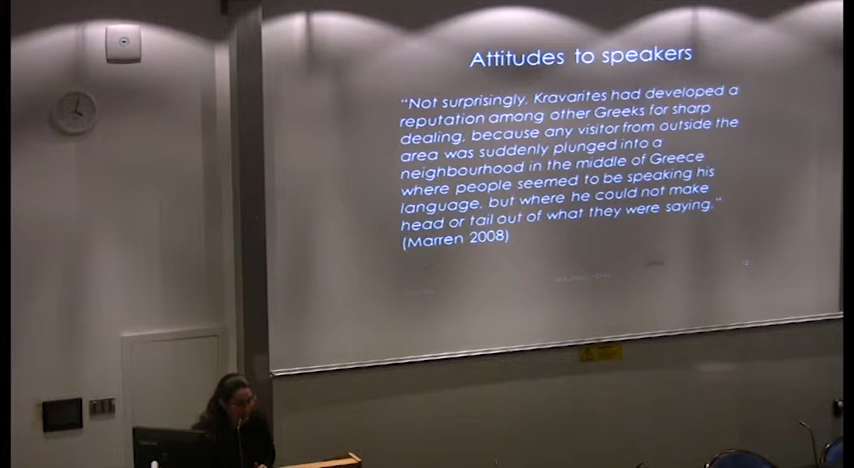 Attitudes to speakers
“Not surprisingly, Kravarites had developed a
reputation among other Greeks for sharp
dealing, because any visitor from outside the
area was suddenly plunged into a
neighbourhood in the middle of Greece
where people seemed to be speaking his
language, but where he could not make
head or tail out of what they were saying.”
(Marren 2008)